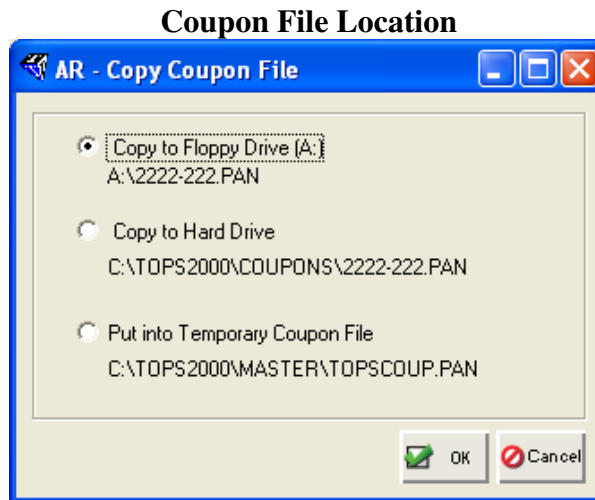 Coupon File Location
AR - Copy Coupon File
Copy to Floppy Drive (A:)
A:\2222-222.PAN
Copy to Hard Drive
C:\TOPS2000\COUPONS\2222-222.PAN
Put into Temporary Coupon File
C:\TOPS2000\MASTER\TOPSCOUP.PAN
OK Cancel